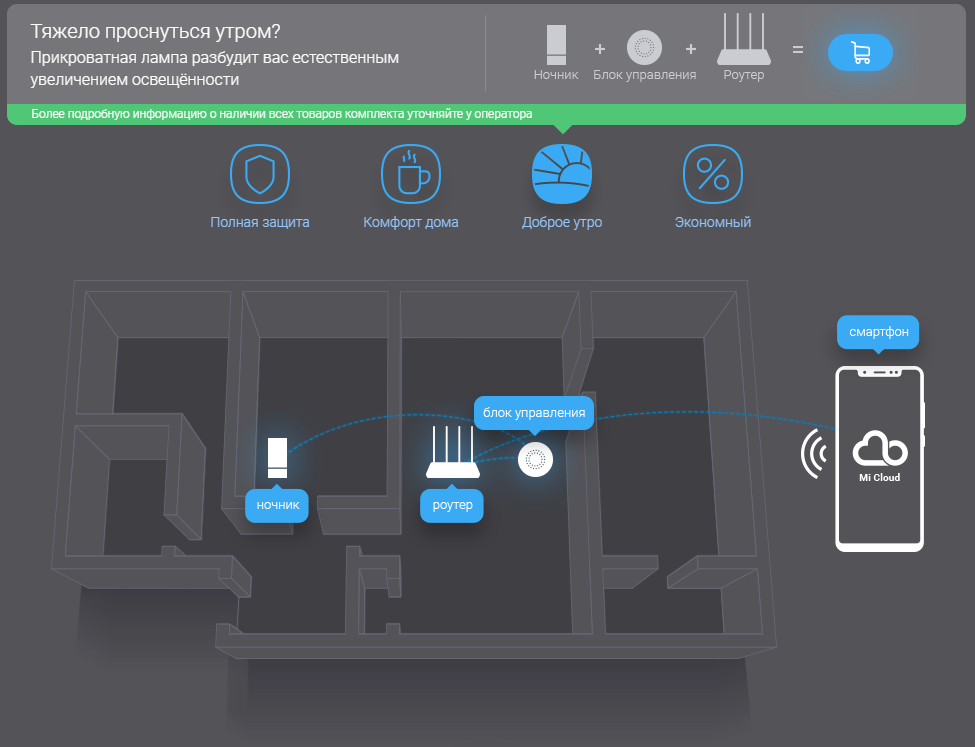 Тяжело проснуться утром?
Прикроватная лампа разбудит вас естественным
увеличением освещённости
Ночник + Блок управления + Роутер =
Более подробную информацию о наличии всех товаров комплекта уточняйте у оператора
Полная защита
Комфорт дома
Доброе утро
Экономный
смартфон
блок управления
Mi Cloud
ночник
роутер